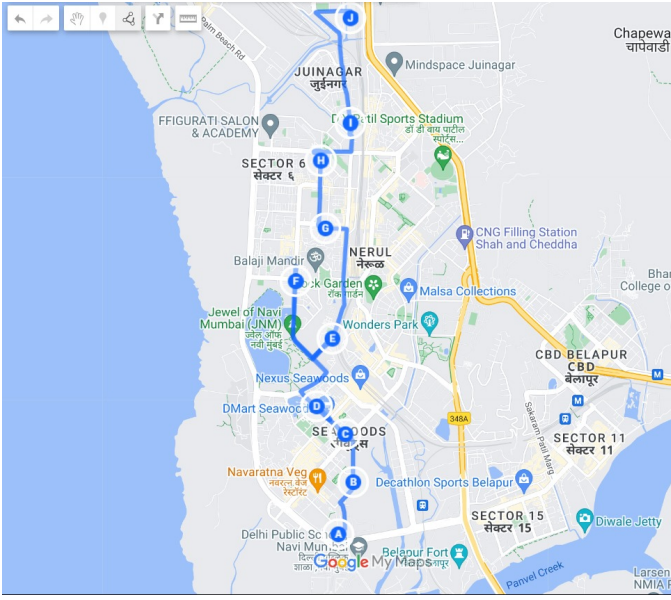 J
Chapewa
चापेवाडी
Palm Beach Rd
Mindspace Juinagar
JUINAGAR
जुईनगर
FFIGURATI SALON
& ACADEMY
I
til Sports Stadium
डॉ डी वाय पाटील
स्पोर्ट्स...
SECTOR 6
सेक्टर ६
H
G
CNG Filling Station
Shah and Cheddha
Balaji Mandir
NERUL
नेरूळ
F
ck Garden
रॉक गार्डन
Malsa Collections
Bhar
College o
Jewel of Navi
Mumbai (JNM)
ज्वेल ऑफ
नवी मुंबई
Wonders Park
E
CBD BELAPUR
CBD
बेलापूर
Nexus Seawoods
M
M
DMart Seawoo
D
348A
Sakaram Patil Marg
SE WOODS
C
SECTOR 11
सेक्टर 11
Navaratna Veg
नवरत्न वेज
रेस्टॉरंट
B
Decathlon Sports Belapur
SECTOR 15
सेक्टर 15
Diwale Jetty
A
Delhi Public Sc
Navi Mumbai
Belapur Fort
Google My Maps
Panvel Creek
Larsen
NMIA